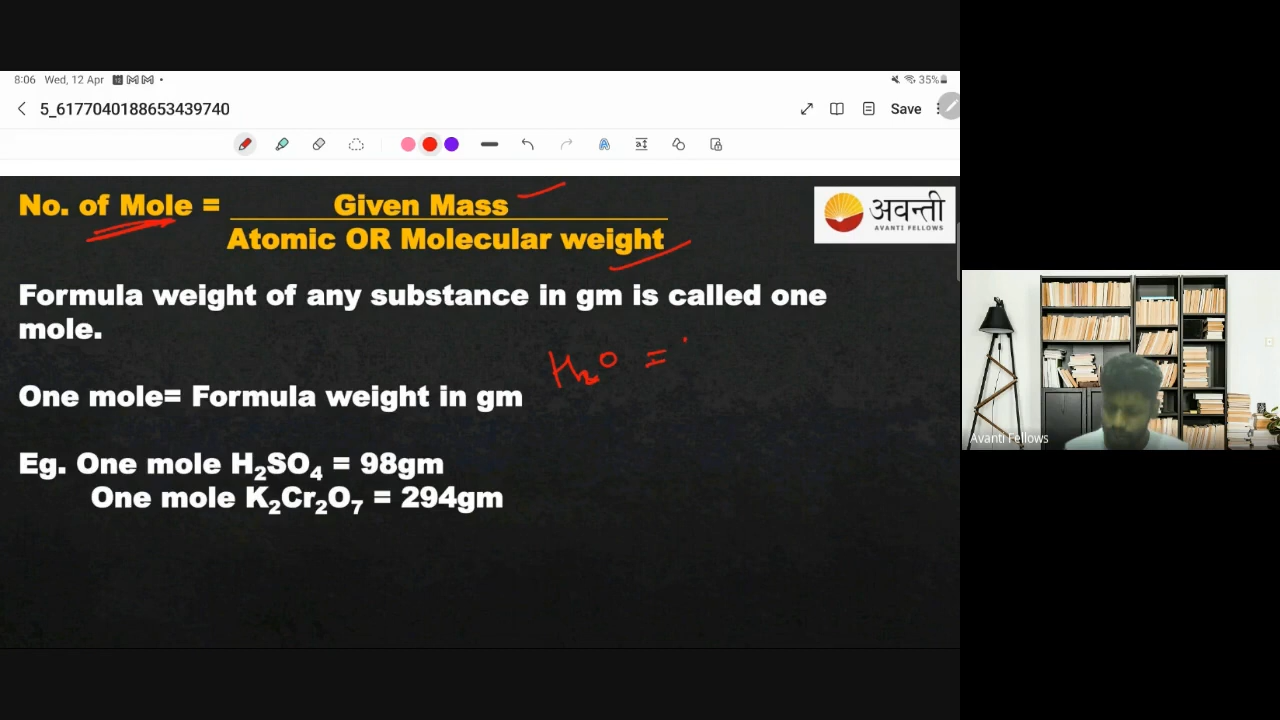 8:06 Wed, 12 Apr 35%
5_6177040188653439740 Save
No. of Mole = Given Mass
Atomic OR Molecular weight
अवन्ती
AVANTI FELLOWS
Formula weight of any substance in gm is called one
mole.
H₂O =
One mole= Formula weight in gm
Eg. One mole H₂SO₄ = 98gm
One mole K₂Cr₂O₇ = 294gm
Avanti Fellows